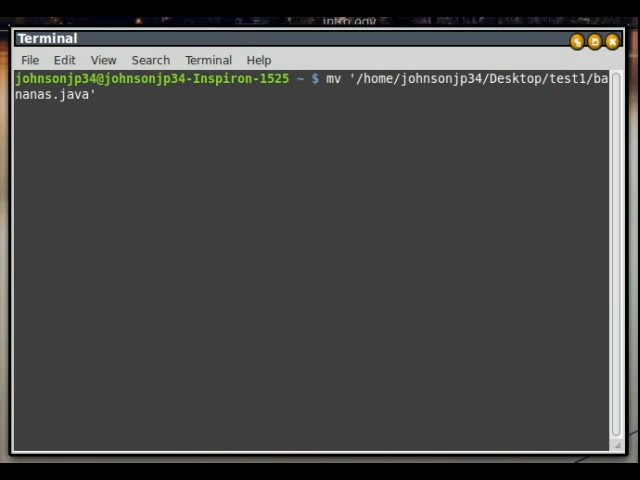 Terminal
File Edit View Search Terminal Help
johnsonjp34@johnsonjp34-Inspiron-1525 ~ $ mv '/home/johnsonjp34/Desktop/test1/ba
nanas.java'